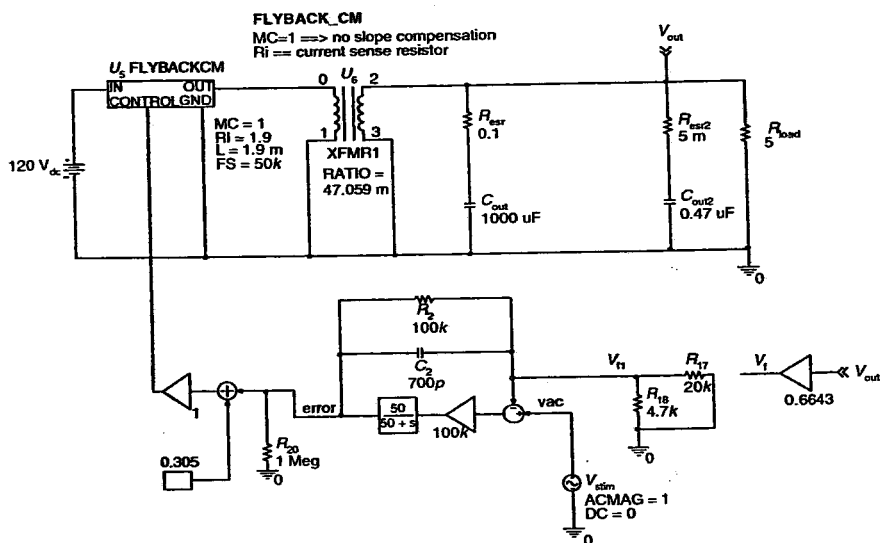 FLYBACK_CM
MC=1 ==> no slope compensation
Ri == current sense resistor
U5 FLYBACKCM
IN OUT
CONTROL GND
MC = 1
RI = 1.9
L = 1.9 m
FS = 50k
120 Vdc
0 U6 2
1 3
XFMR1
RATIO =
47.059 m
Vout
Resr
0.1
Cout
1000 uF
Resr2
5 m
Cout2
0.47 uF
Rload
5
0
R2
100k
C2
700p
Vf1
R17
20k
R18
4.7k
0
Vf
Vout
0.6643
error
50
50 + s
100k
vac
1
R20
1 Meg
0
0.305
Vstim
ACMAG = 1
DC = 0
0